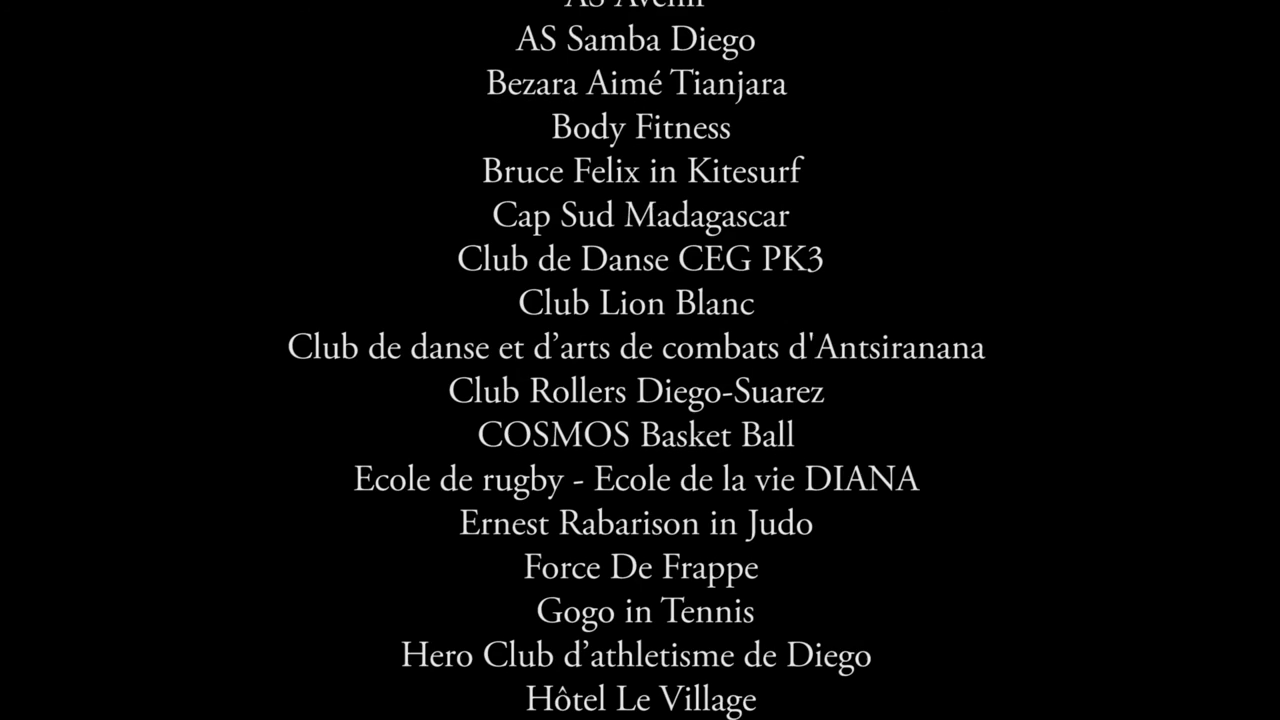 AS Avenir
AS Samba Diego
Bezara Aimé Tianjara
Body Fitness
Bruce Felix in Kitesurf
Cap Sud Madagascar
Club de Danse CEG PK3
Club Lion Blanc
Club de danse et d’arts de combats d'Antsiranana
Club Rollers Diego-Suarez
COSMOS Basket Ball
Ecole de rugby - Ecole de la vie DIANA
Ernest Rabarison in Judo
Force De Frappe
Gogo in Tennis
Hero Club d’athletisme de Diego
Hôtel Le Village